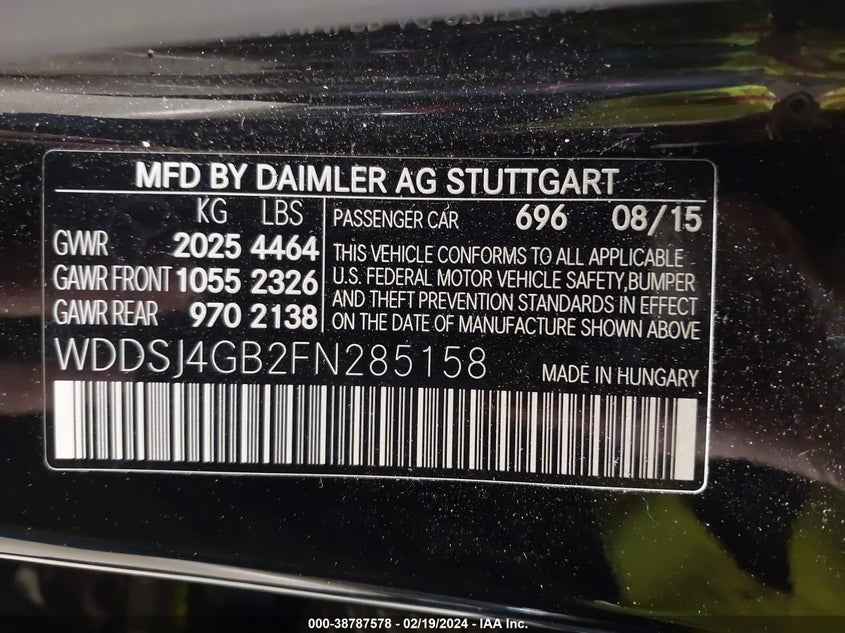 MFD BY DAIMLER AG STUTTGART
KG LBS
GVWR 2025 4464
GAWR FRONT 1055 2326
GAWR REAR 970 2138
PASSENGER CAR 696 08/15
THIS VEHICLE CONFORMS TO ALL APPLICABLE
U.S. FEDERAL MOTOR VEHICLE SAFETY,BUMPER
AND THEFT PREVENTION STANDARDS IN EFFECT
ON THE DATE OF MANUFACTURE SHOWN ABOVE
WDDSJ4GB2FN285158
MADE IN HUNGARY
000-38787578 - 02/19/2024 - IAA Inc.